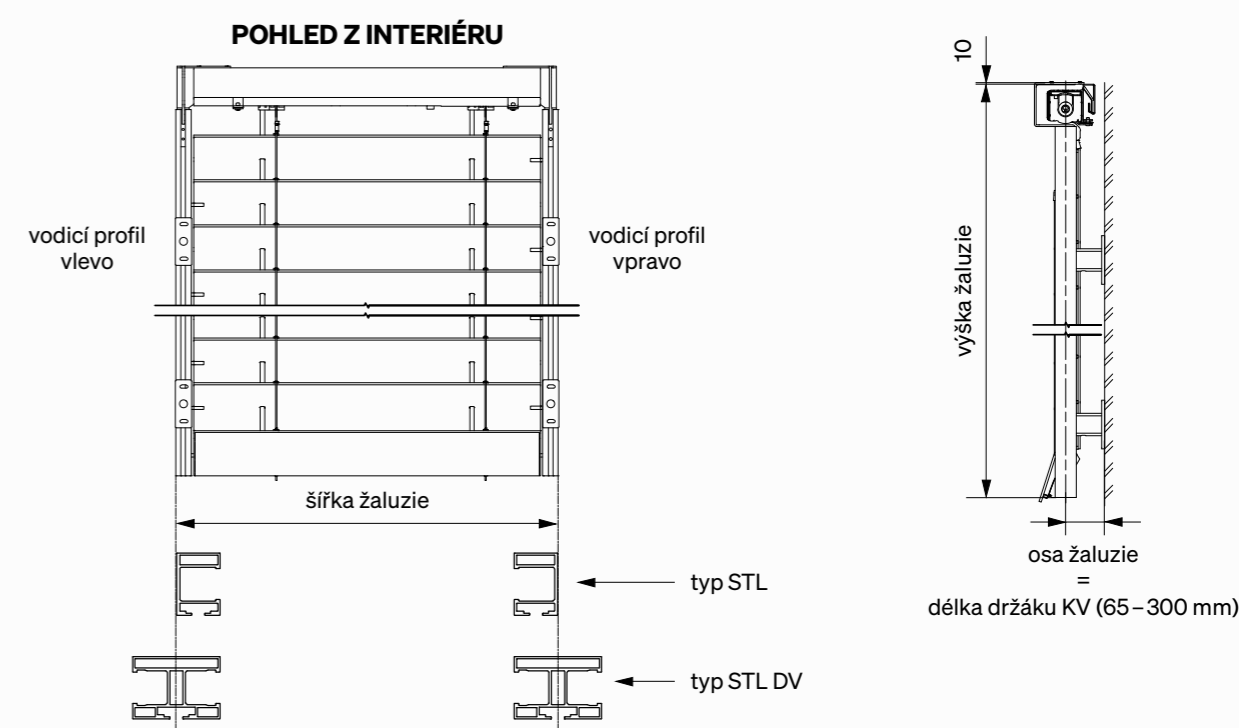 POHLED Z INTERIÉRU
vodicí profil
vlevo
vodicí profil
vpravo
šířka žaluzie
typ STL
typ STL DV
10
výška žaluzie
osa žaluzie
=
délka držáku KV (65–300 mm)